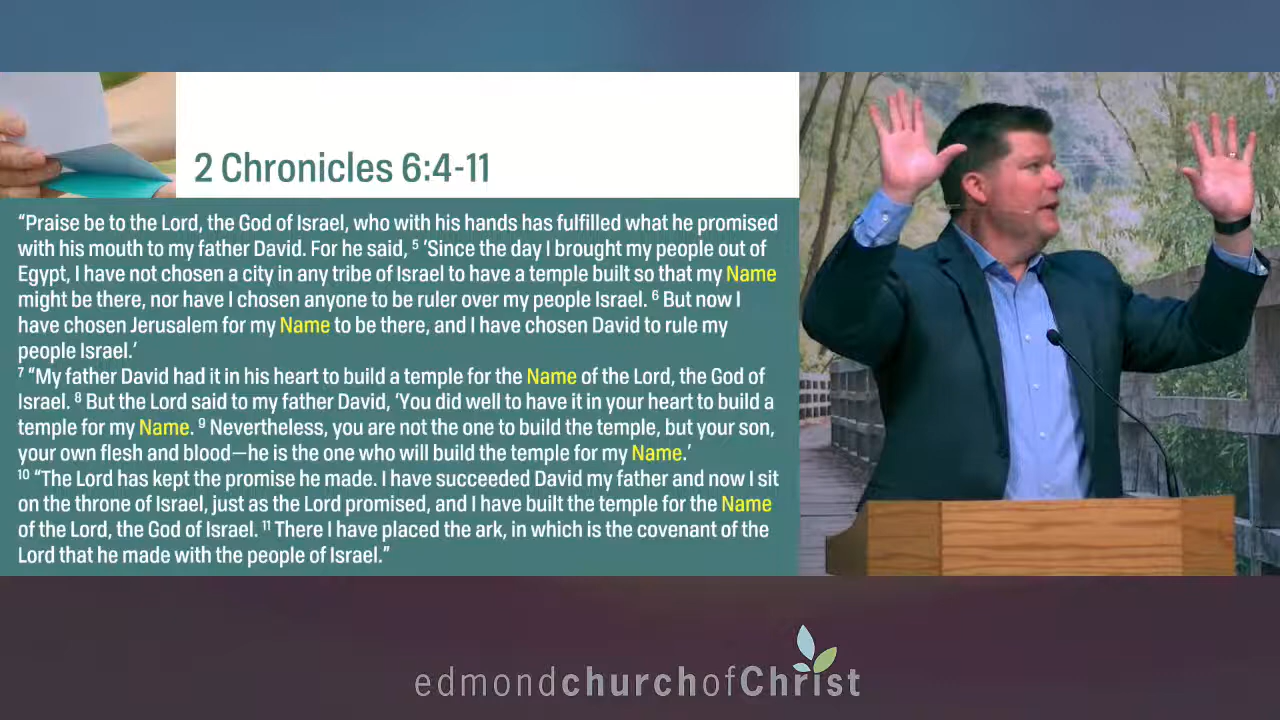 2 Chronicles 6:4-11
“Praise be to the Lord, the God of Israel, who with his hands has fulfilled what he promised
with his mouth to my father David. For he said, ⁵ ‘Since the day I brought my people out of
Egypt, I have not chosen a city in any tribe of Israel to have a temple built so that my Name
might be there, nor have I chosen anyone to be ruler over my people Israel. ⁶ But now I
have chosen Jerusalem for my Name to be there, and I have chosen David to rule my
people Israel.’
⁷ “My father David had it in his heart to build a temple for the Name of the Lord, the God of
Israel. ⁸ But the Lord said to my father David, ‘You did well to have it in your heart to build a
temple for my Name. ⁹ Nevertheless, you are not the one to build the temple, but your son,
your own flesh and blood—he is the one who will build the temple for my Name.’
¹⁰ “The Lord has kept the promise he made. I have succeeded David my father and now I sit
on the throne of Israel, just as the Lord promised, and I have built the temple for the Name
of the Lord, the God of Israel. ¹¹ There I have placed the ark, in which is the covenant of the
Lord that he made with the people of Israel.”
edmondchurchofChrist